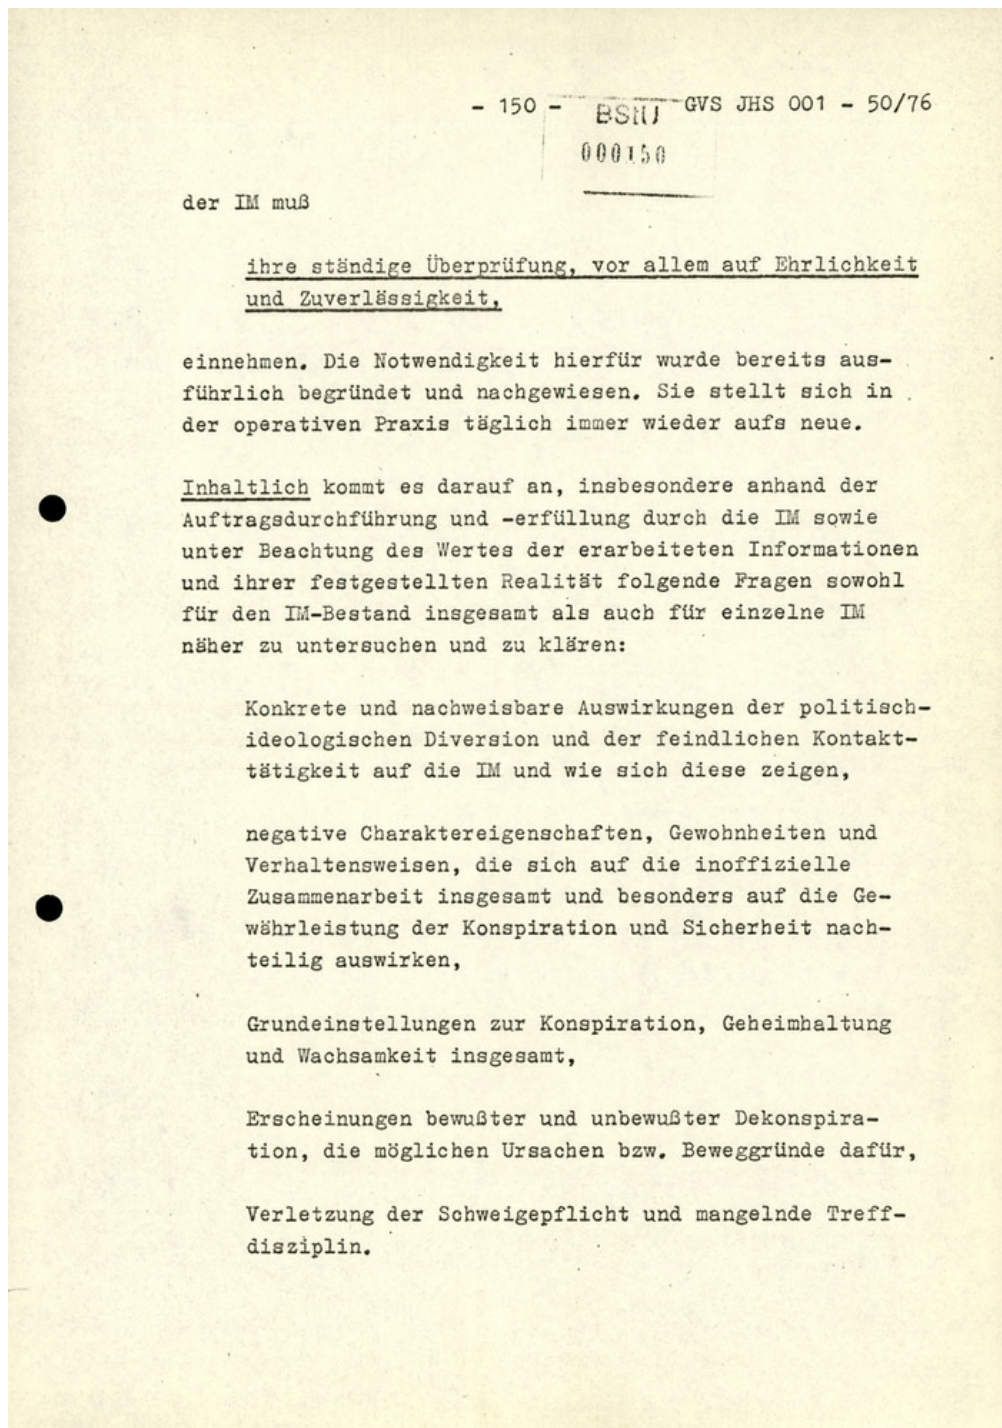 - 150 -
BStU
GVS JHS 001 - 50/76
000150
der IM muß
ihre ständige Überprüfung, vor allem auf Ehrlichkeit
und Zuverlässigkeit,
einnehmen. Die Notwendigkeit hierfür wurde bereits aus-
führlich begründet und nachgewiesen. Sie stellt sich in
der operativen Praxis täglich immer wieder aufs neue.
Inhaltlich kommt es darauf an, insbesondere anhand der
Auftragsdurchführung und -erfüllung durch die IM sowie
unter Beachtung des Wertes der erarbeiteten Informationen
und ihrer festgestellten Realität folgende Fragen sowohl
für den IM-Bestand insgesamt als auch für einzelne IM
näher zu untersuchen und zu klären:
Konkrete und nachweisbare Auswirkungen der politisch-
ideologischen Diversion und der feindlichen Kontakt-
tätigkeit auf die IM und wie sich diese zeigen,
negative Charaktereigenschaften, Gewohnheiten und
Verhaltensweisen, die sich auf die inoffizielle
Zusammenarbeit insgesamt und besonders auf die Ge-
währleistung der Konspiration und Sicherheit nach-
teilig auswirken,
Grundeinstellungen zur Konspiration, Geheimhaltung
und Wachsamkeit insgesamt,
Erscheinungen bewußter und unbewußter Dekonspira-
tion, die möglichen Ursachen bzw. Beweggründe dafür,
Verletzung der Schweigepflicht und mangelnde Treff-
disziplin.